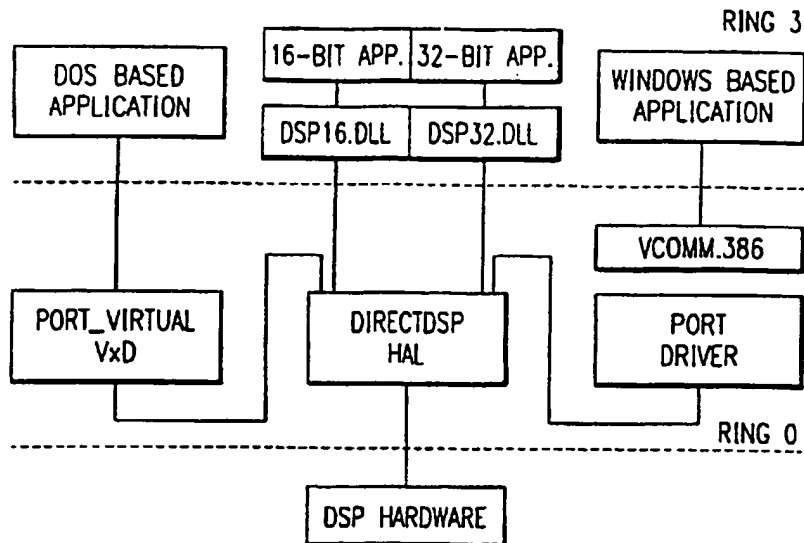 RING 3
DOS BASED
APPLICATION
16-BIT APP.
32-BIT APP.
WINDOWS BASED
APPLICATION
DSP16.DLL
DSP32.DLL
VCOMM.386
PORT_VIRTUAL
VxD
DIRECTDSP
HAL
PORT
DRIVER
RING 0
DSP HARDWARE